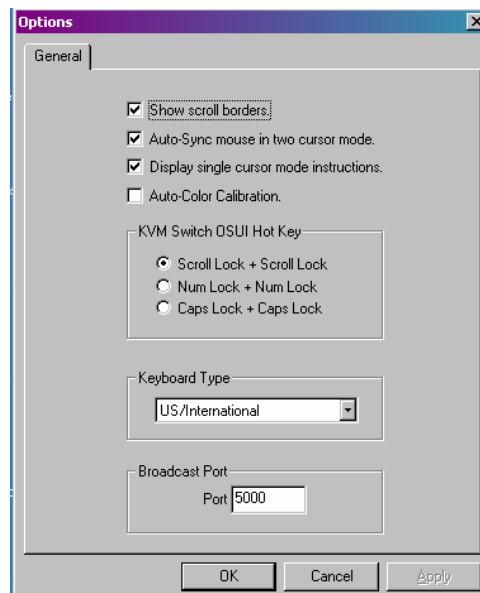 Options
General
Show scroll borders.
Auto-Sync mouse in two cursor mode.
Display single cursor mode instructions.
Auto-Color Calibration.
KVM Switch OSUI Hot Key
Scroll Lock + Scroll Lock
Num Lock + Num Lock
Caps Lock + Caps Lock
Keyboard Type
US/International
Broadcast Port
Port 5000
OK Cancel Apply